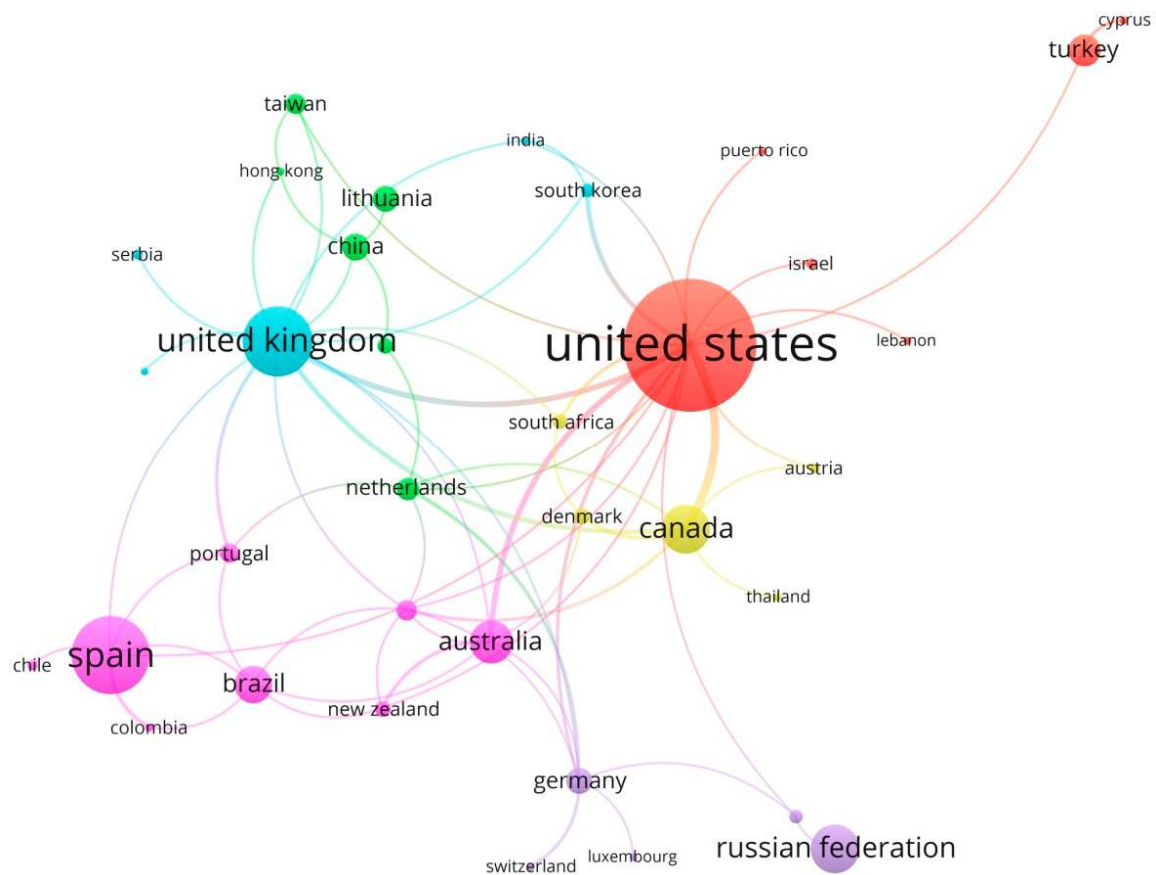 cyprus
turkey
taiwan
india
puerto rico
hong kong
south korea
lithuania
china
serbia
israel
united kingdom
united states
lebanon
south africa
austria
netherlands
denmark
canada
portugal
thailand
australia
spain
chile
brazil
new zealand
colombia
germany
russian federation
luxembourg
switzerland